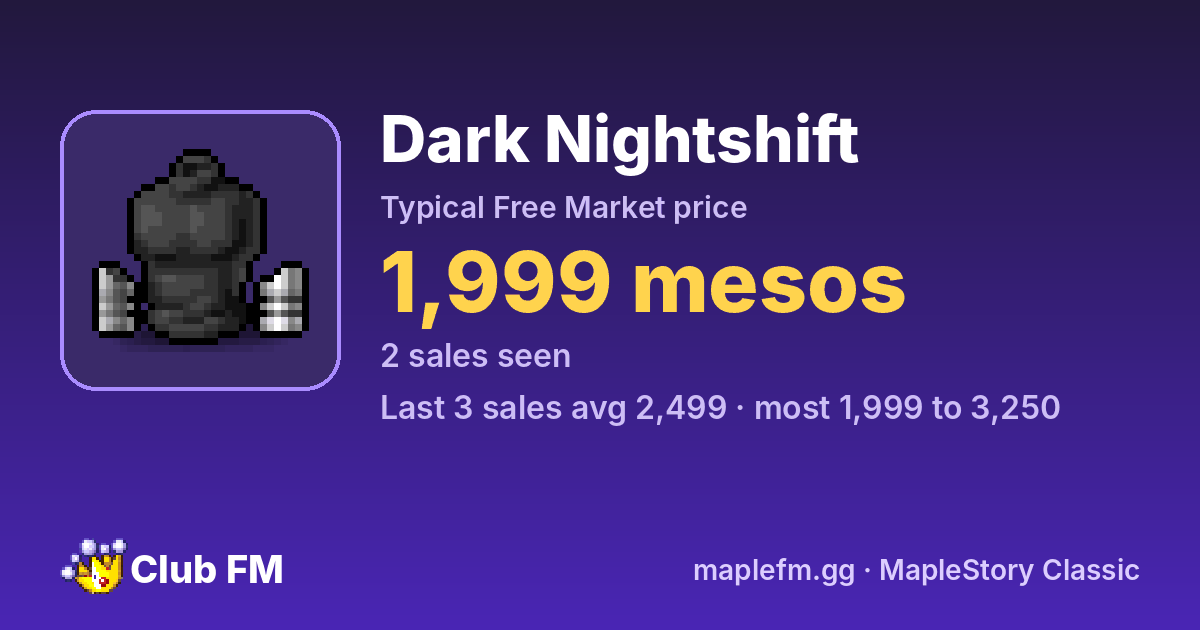 Dark Nightshift
Typical Free Market price
1,999 mesos
2 sales seen
Last 3 sales avg 2,499 · most 1,999 to 3,250
Club FM
maplefm.gg · MapleStory Classic